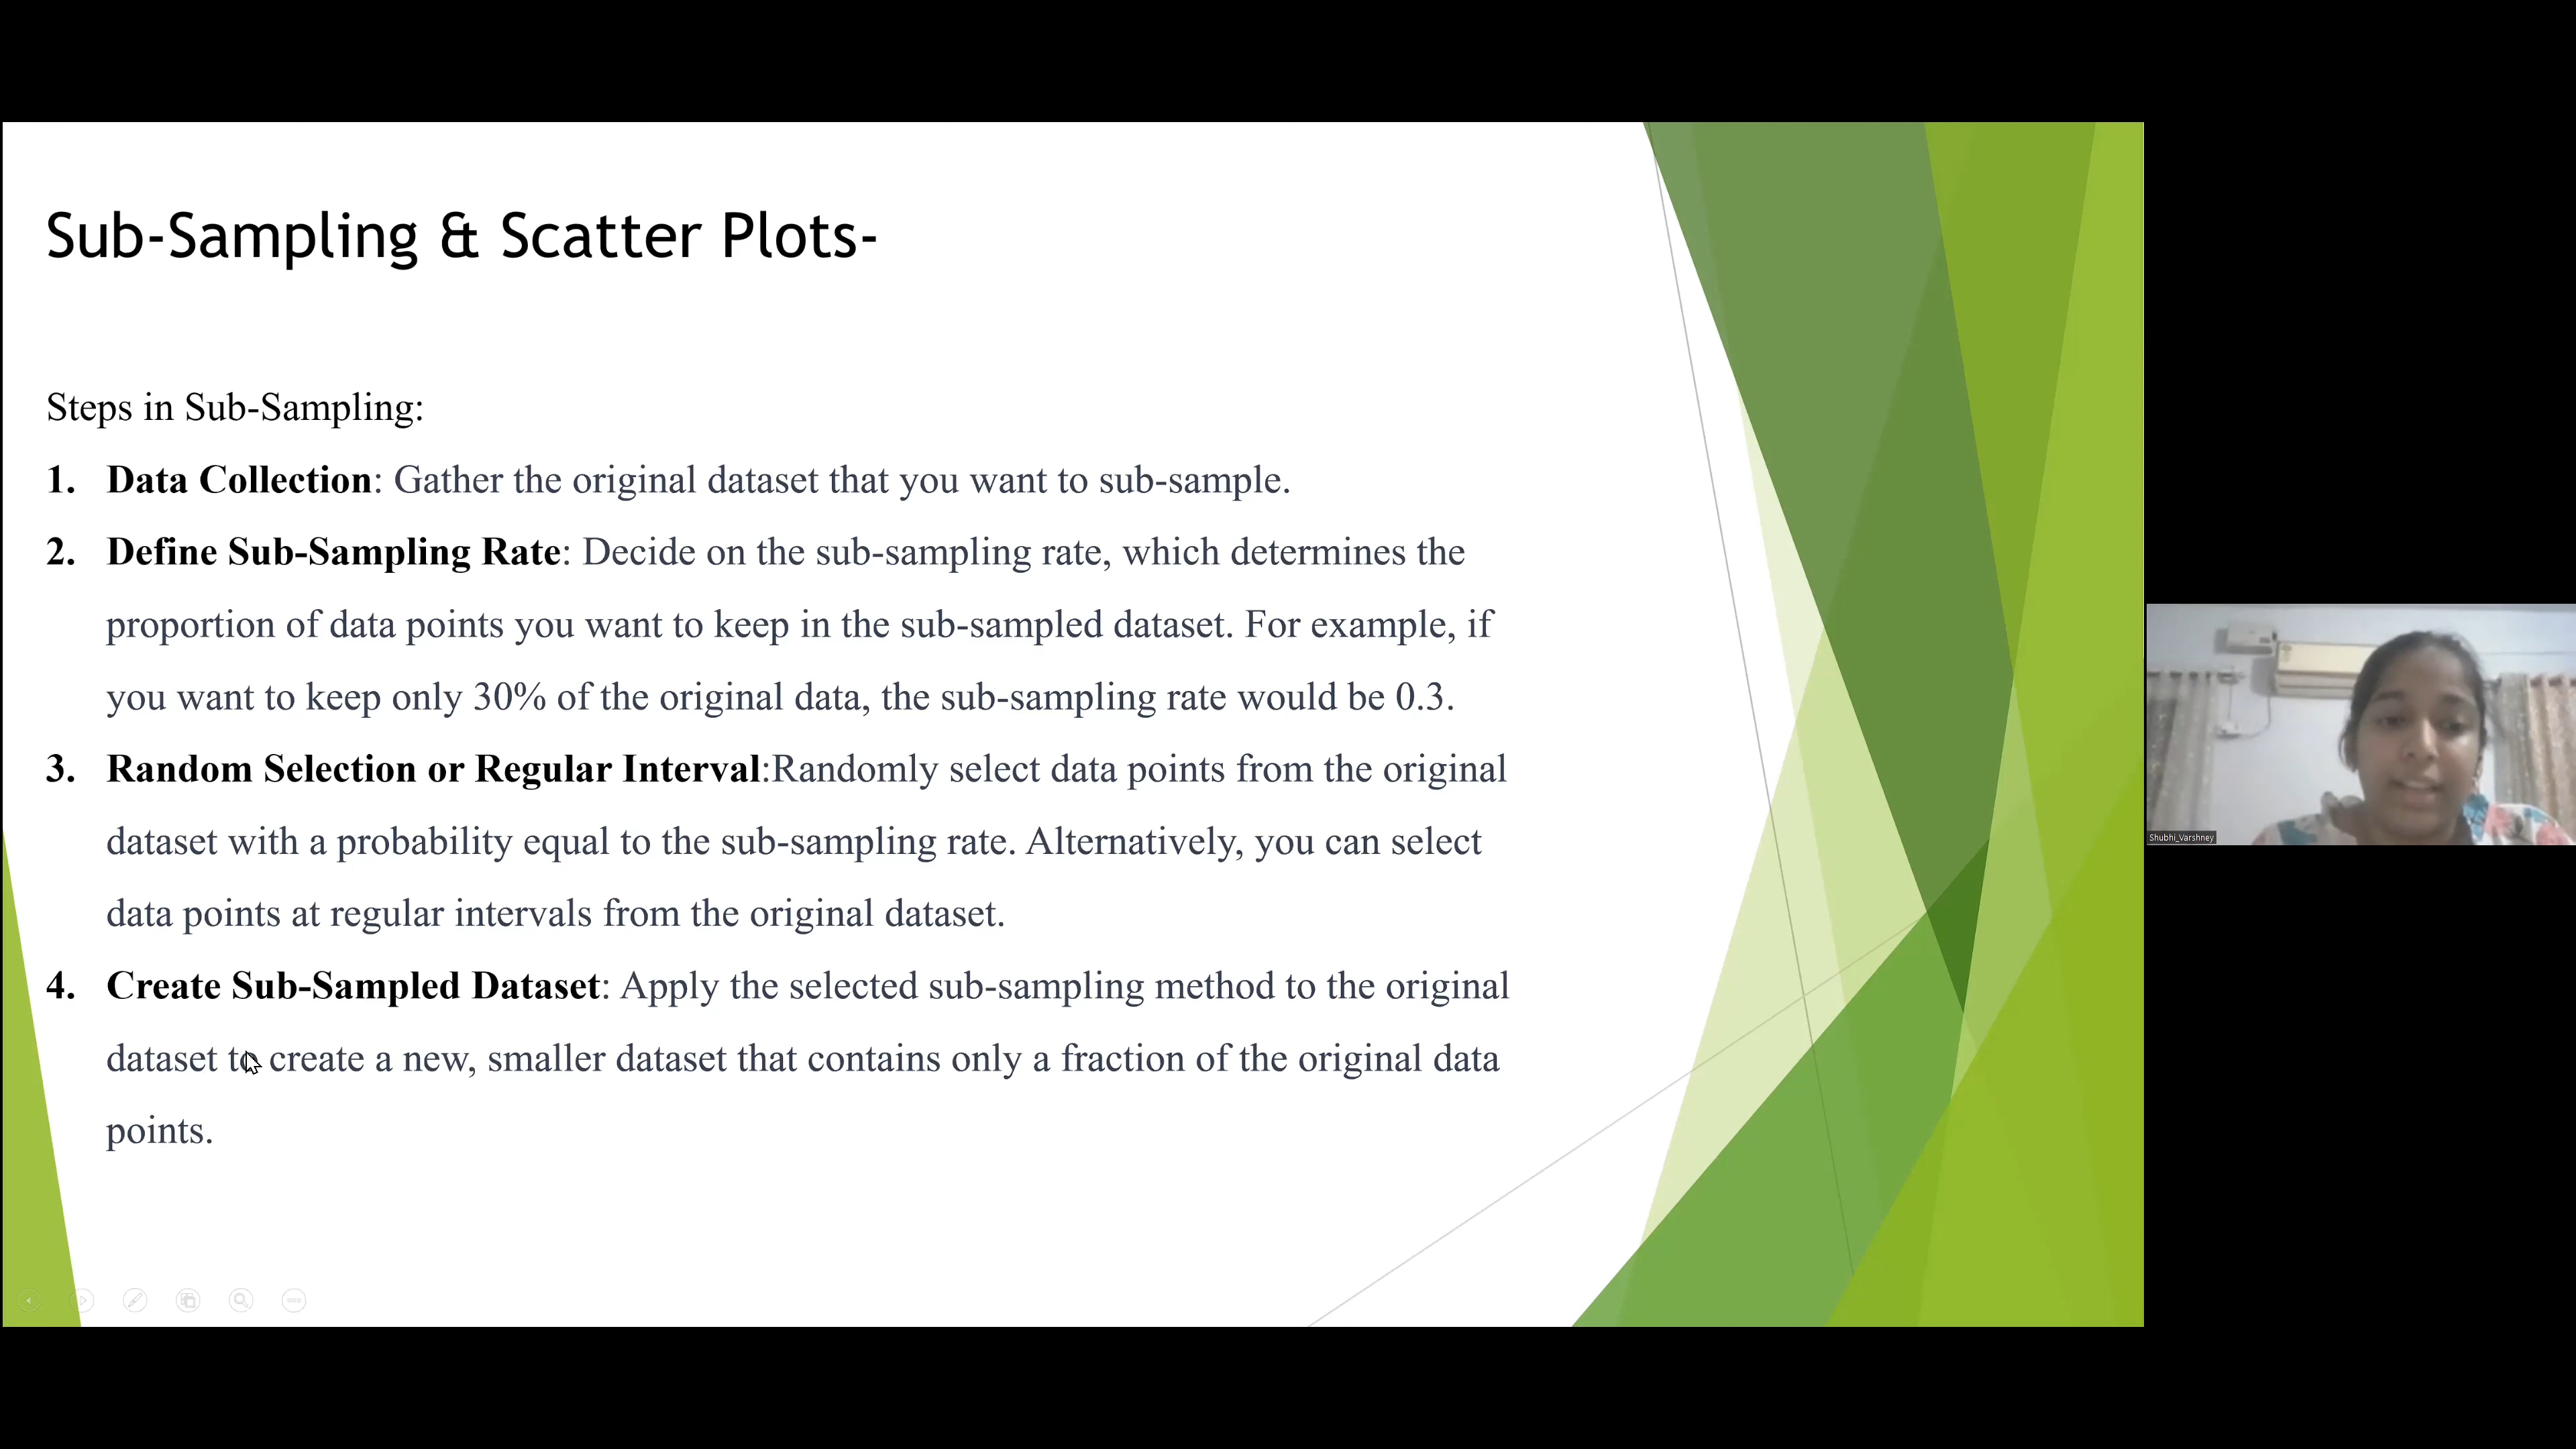 Sub-Sampling & Scatter Plots-
Steps in Sub-Sampling:
1. Data Collection: Gather the original dataset that you want to sub-sample.
2. Define Sub-Sampling Rate: Decide on the sub-sampling rate, which determines the
proportion of data points you want to keep in the sub-sampled dataset. For example, if
you want to keep only 30% of the original data, the sub-sampling rate would be 0.3.
3. Random Selection or Regular Interval:Randomly select data points from the original
dataset with a probability equal to the sub-sampling rate. Alternatively, you can select
data points at regular intervals from the original dataset.
4. Create Sub-Sampled Dataset: Apply the selected sub-sampling method to the original
dataset to create a new, smaller dataset that contains only a fraction of the original data
points.
Shubhi_Varshney